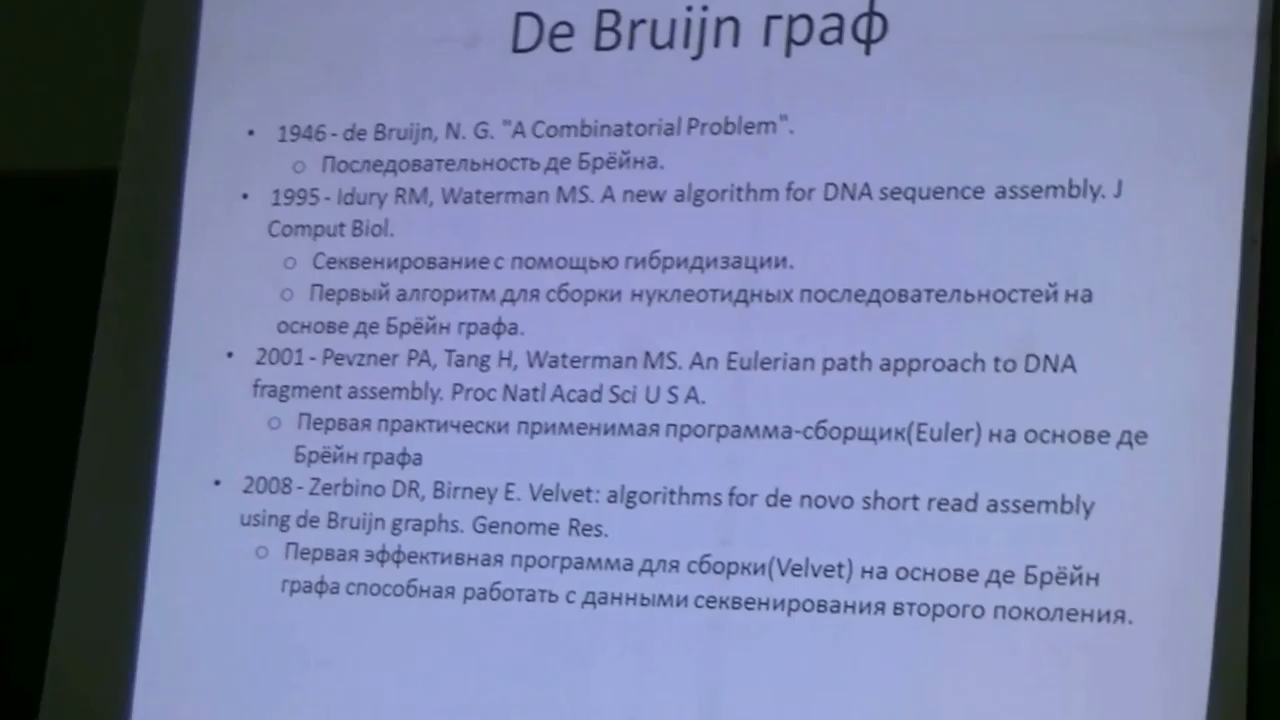 De Bruijn граф
• 1946 - de Bruijn, N. G. "A Combinatorial Problem".
○ Последовательность де Брёйна.
• 1995 - Idury RM, Waterman MS. A new algorithm for DNA sequence assembly. J
Comput Biol.
○ Секвенирование с помощью гибридизации.
○ Первый алгоритм для сборки нуклеотидных последовательностей на
основе де Брёйн графа.
• 2001 - Pevzner PA, Tang H, Waterman MS. An Eulerian path approach to DNA
fragment assembly. Proc Natl Acad Sci U S A.
○ Первая практически применимая программа-сборщик(Euler) на основе де
Брёйн графа
• 2008 - Zerbino DR, Birney E. Velvet: algorithms for de novo short read assembly
using de Bruijn graphs. Genome Res.
○ Первая эффективная программа для сборки(Velvet) на основе де Брёйн
графа способная работать с данными секвенирования второго поколения.